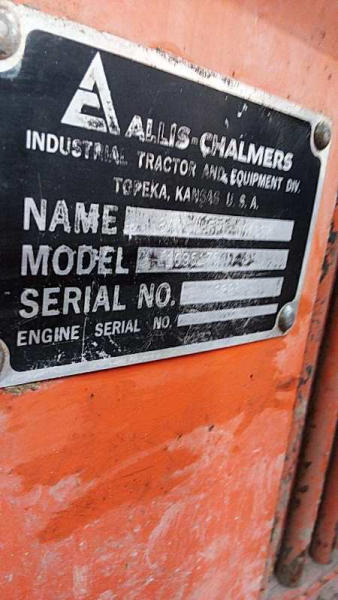 ALLIS-CHALMERS
INDUSTRIAL TRACTOR AND EQUIPMENT DIV.
TOPEKA, KANSAS U. S. A.
NAME
MODEL
SERIAL NO.
ENGINE SERIAL NO.